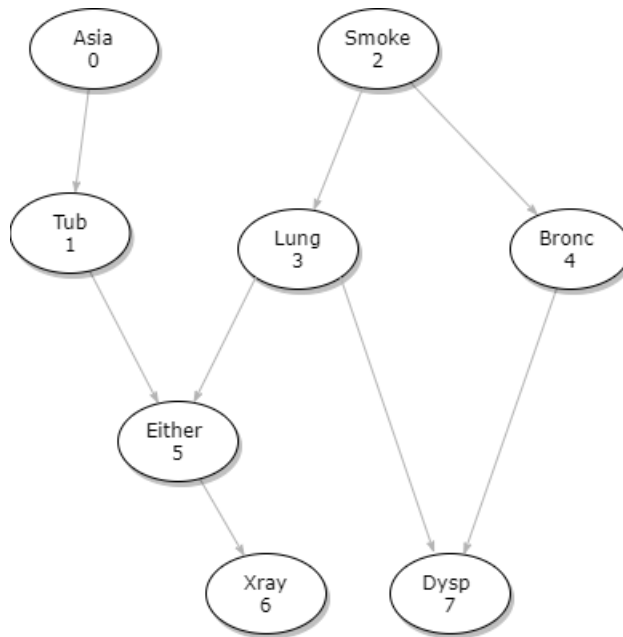 Asia
0
Smoke
2
Tub
1
Lung
3
Bronc
4
Either
5
Xray
6
Dysp
7